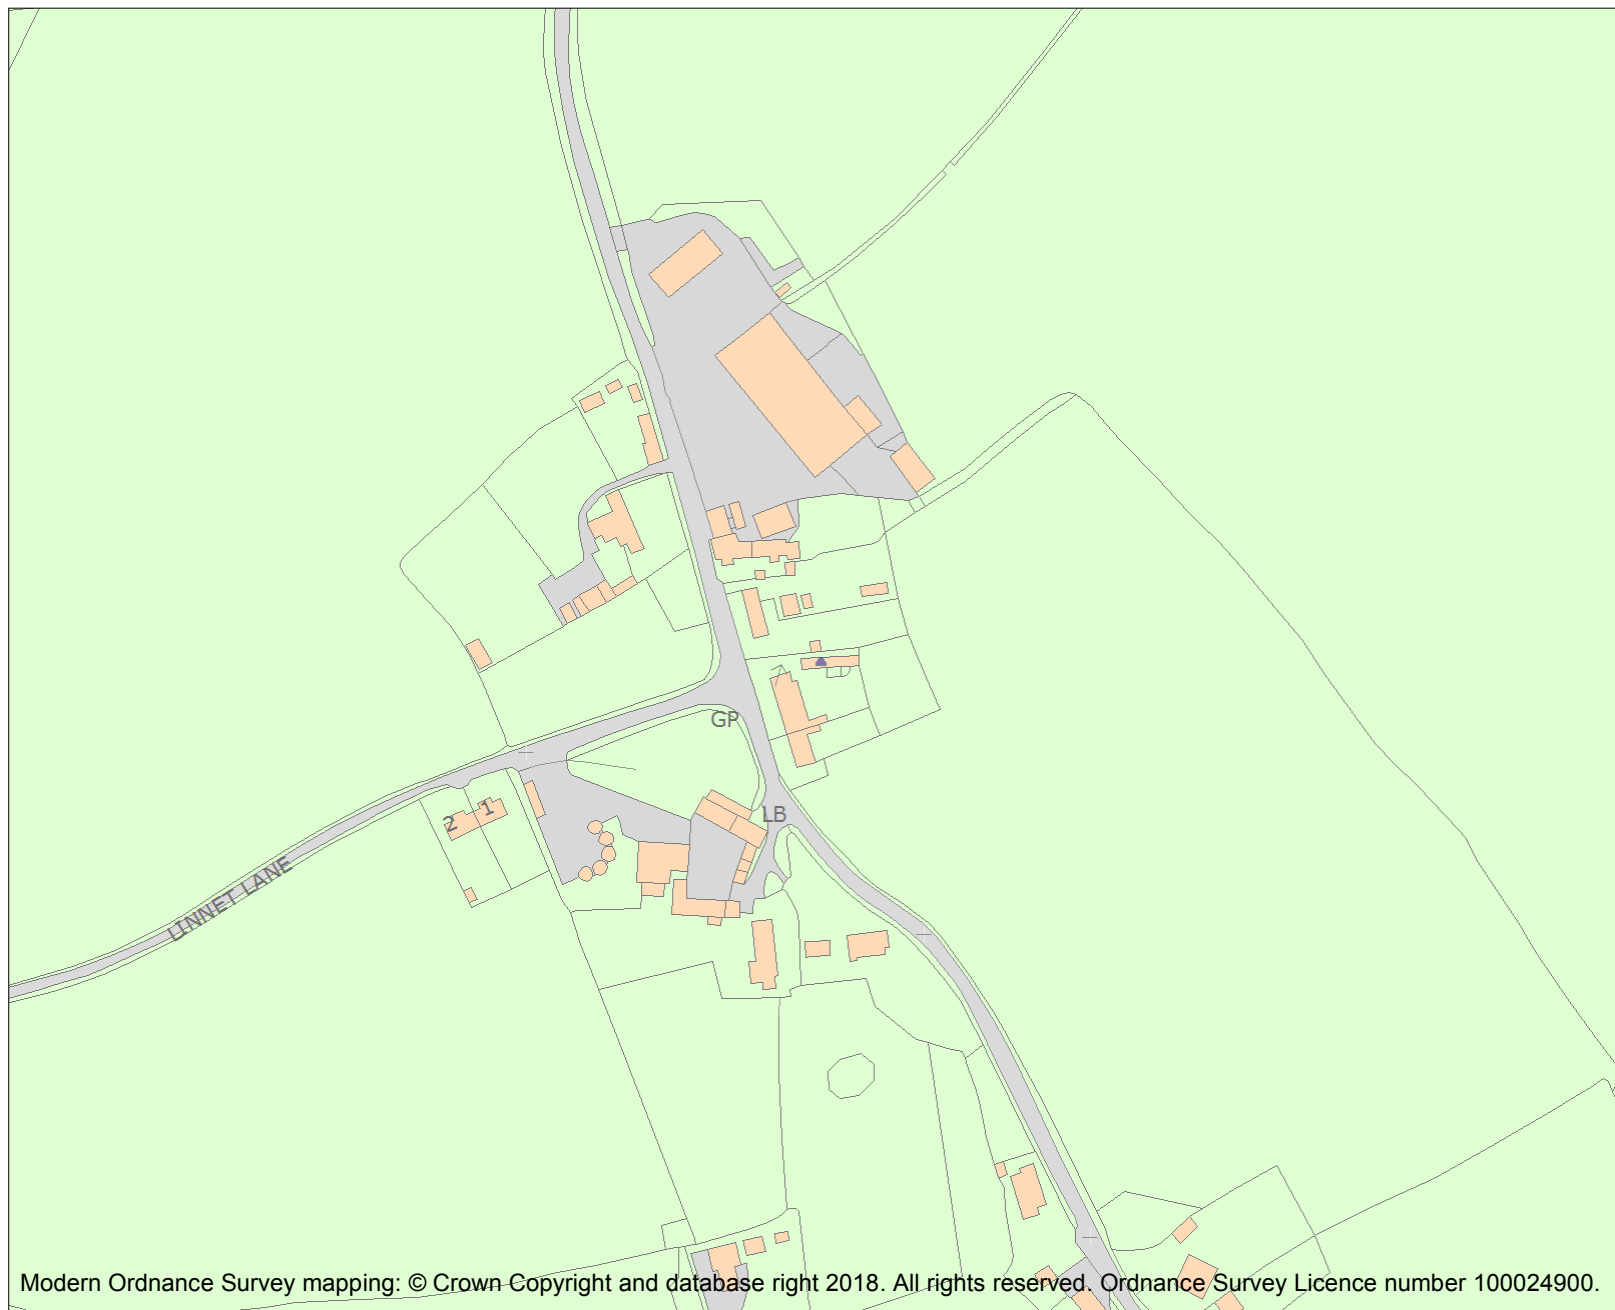 GP
LB
1
2
LINNET LANE
Modern Ordnance Survey mapping: © Crown Copyright and database right 2018. All rights reserved. Ordnance Survey Licence number 100024900.